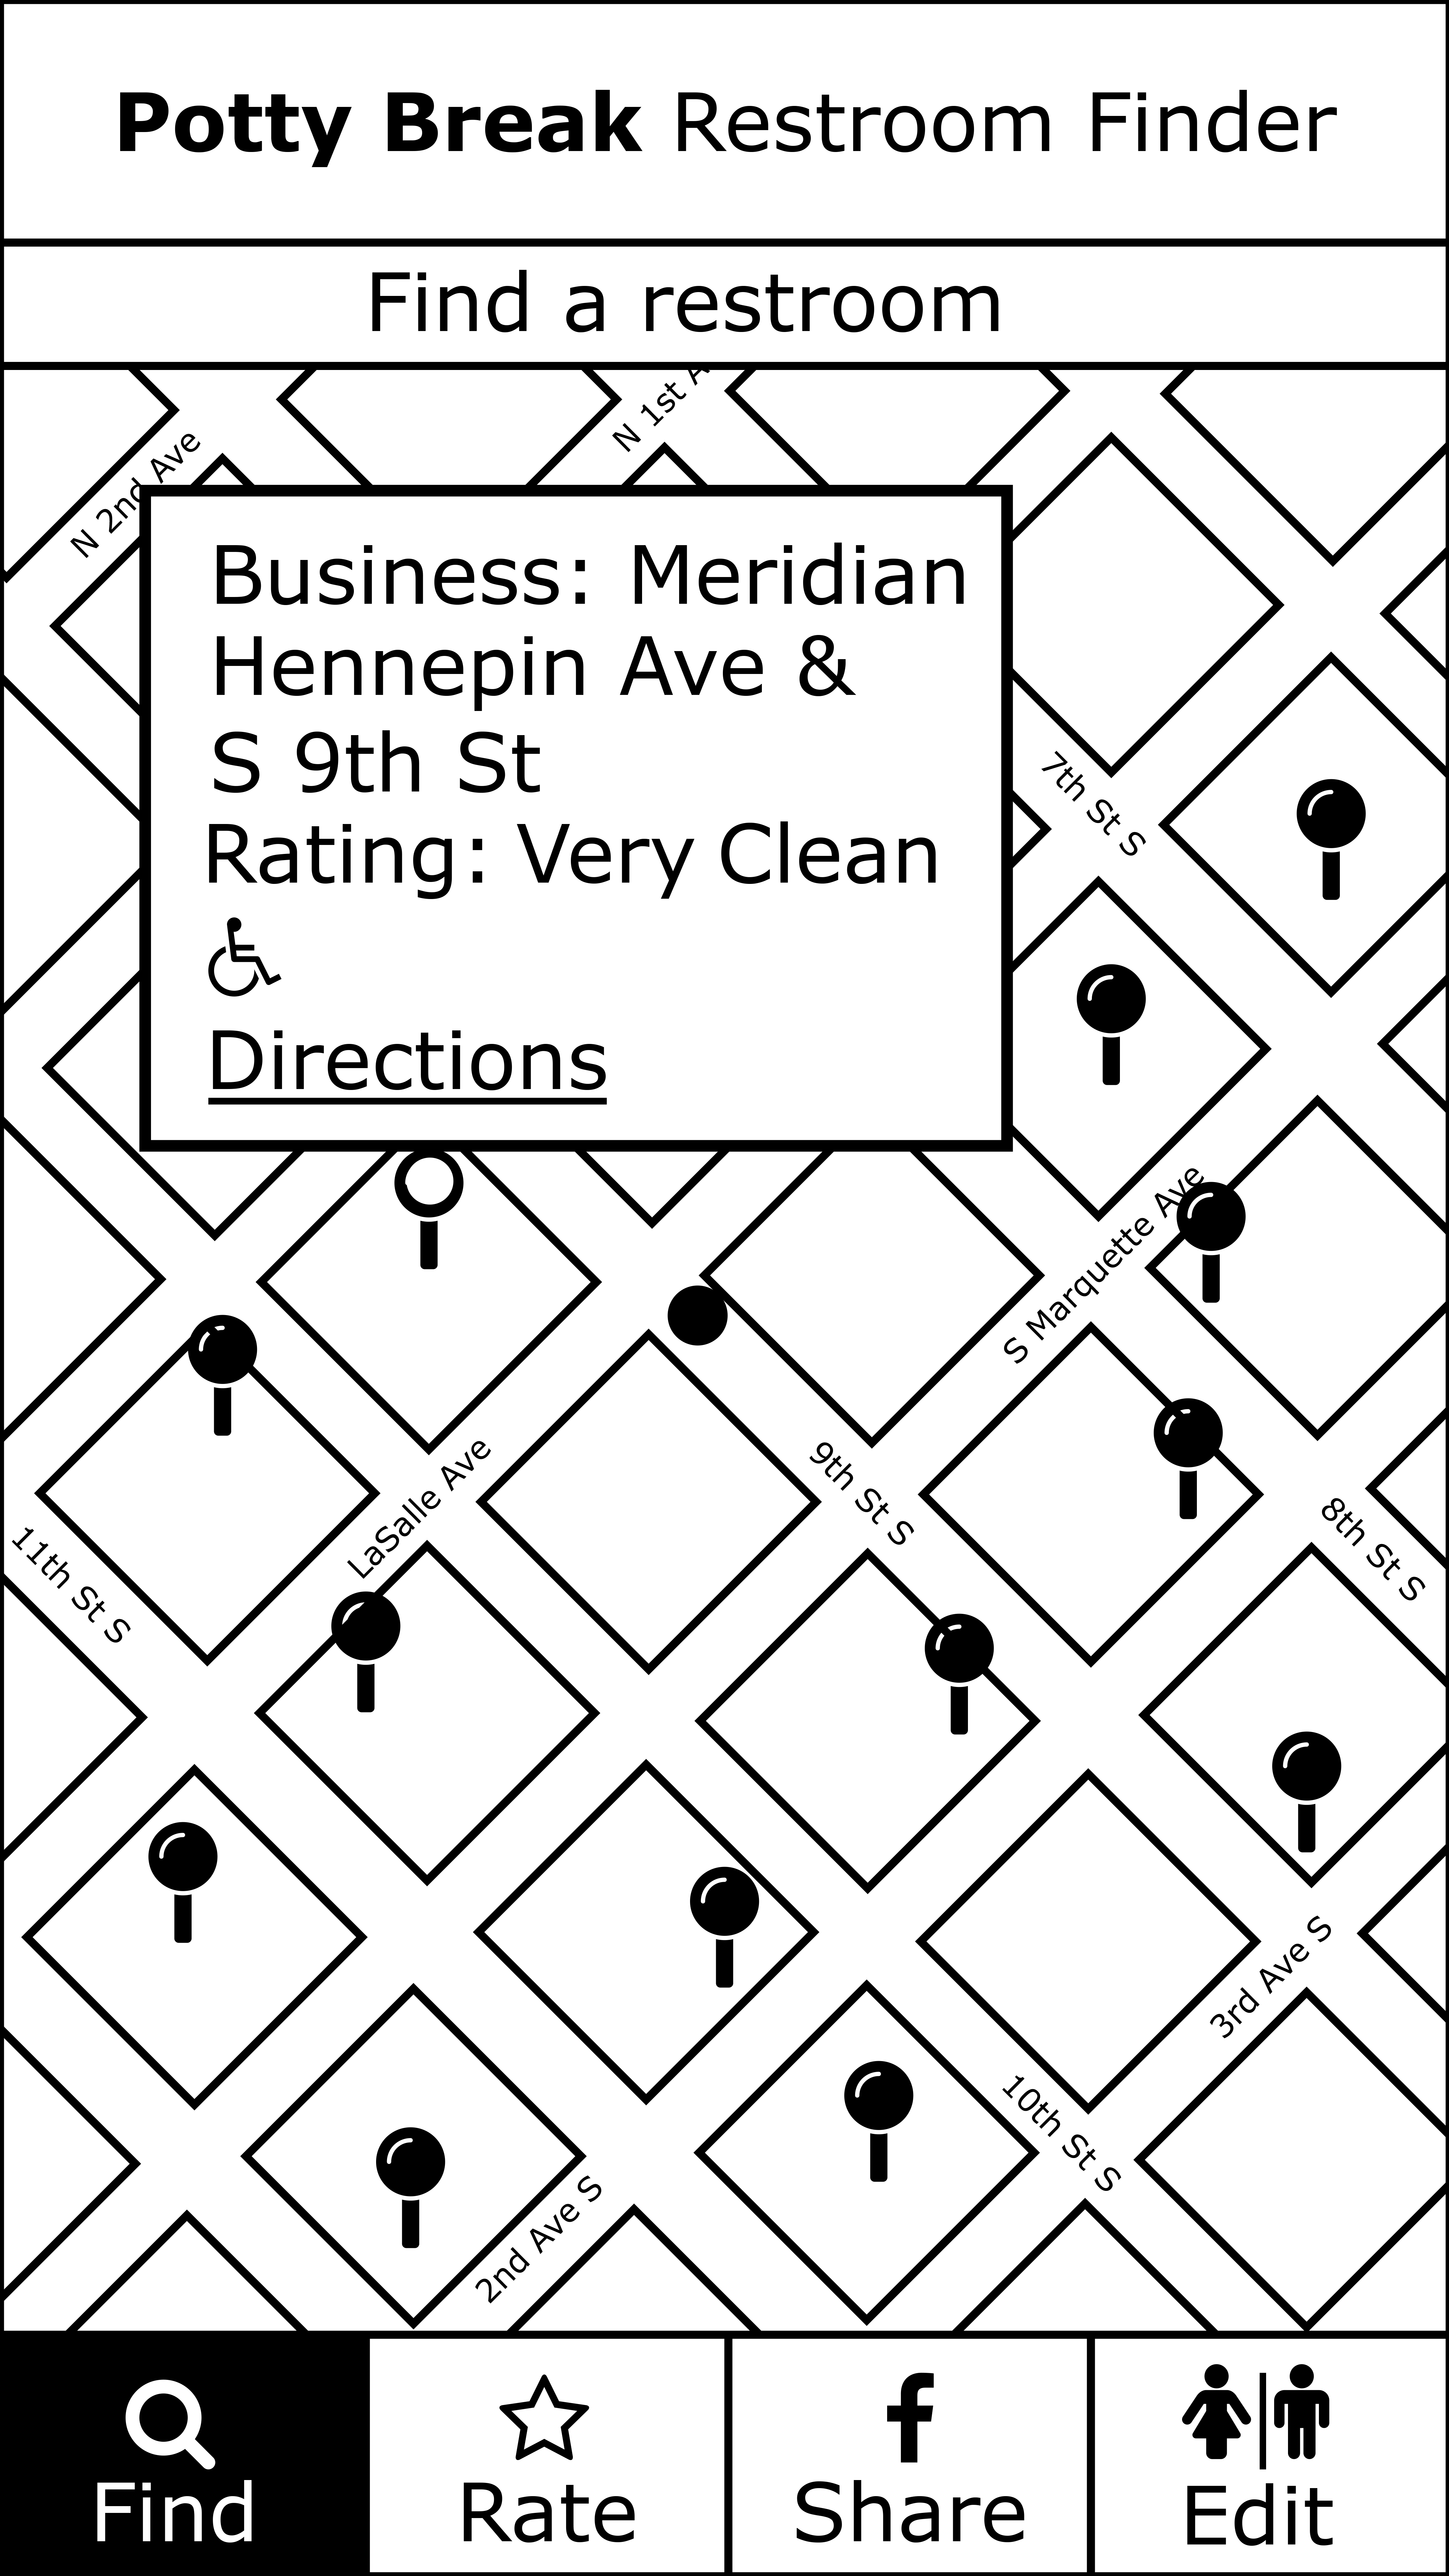 Potty Break Restroom Finder
Find a restroom
N 2nd Ave
N 1st A
Business: Meridian
Hennepin Ave &
S 9th St
Rating: Very Clean
Directions
7th St S
S Marquette Ave
LaSalle Ave
9th St S
8th St S
11th St S
3rd Ave S
10th St S
2nd Ave S
Find
Rate
Share
Edit